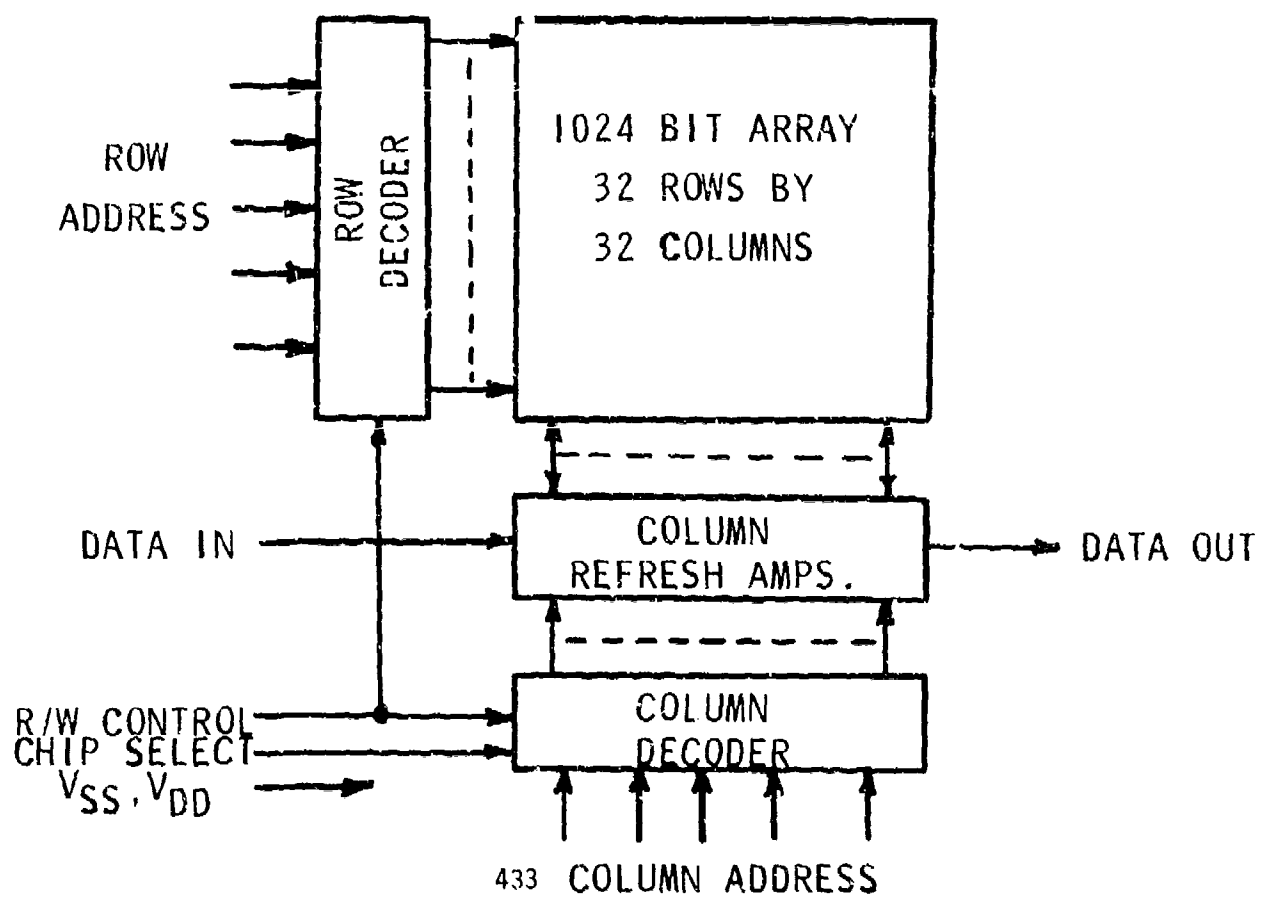 ROW
ADDRESS
ROW
DECODER
1024 BIT ARRAY
32 ROWS BY
32 COLUMNS
DATA IN
COLUMN
REFRESH AMPS.
DATA OUT
R/W CONTROL
CHIP SELECT
VSS, VDD
COLUMN
DECODER
433 COLUMN ADDRESS